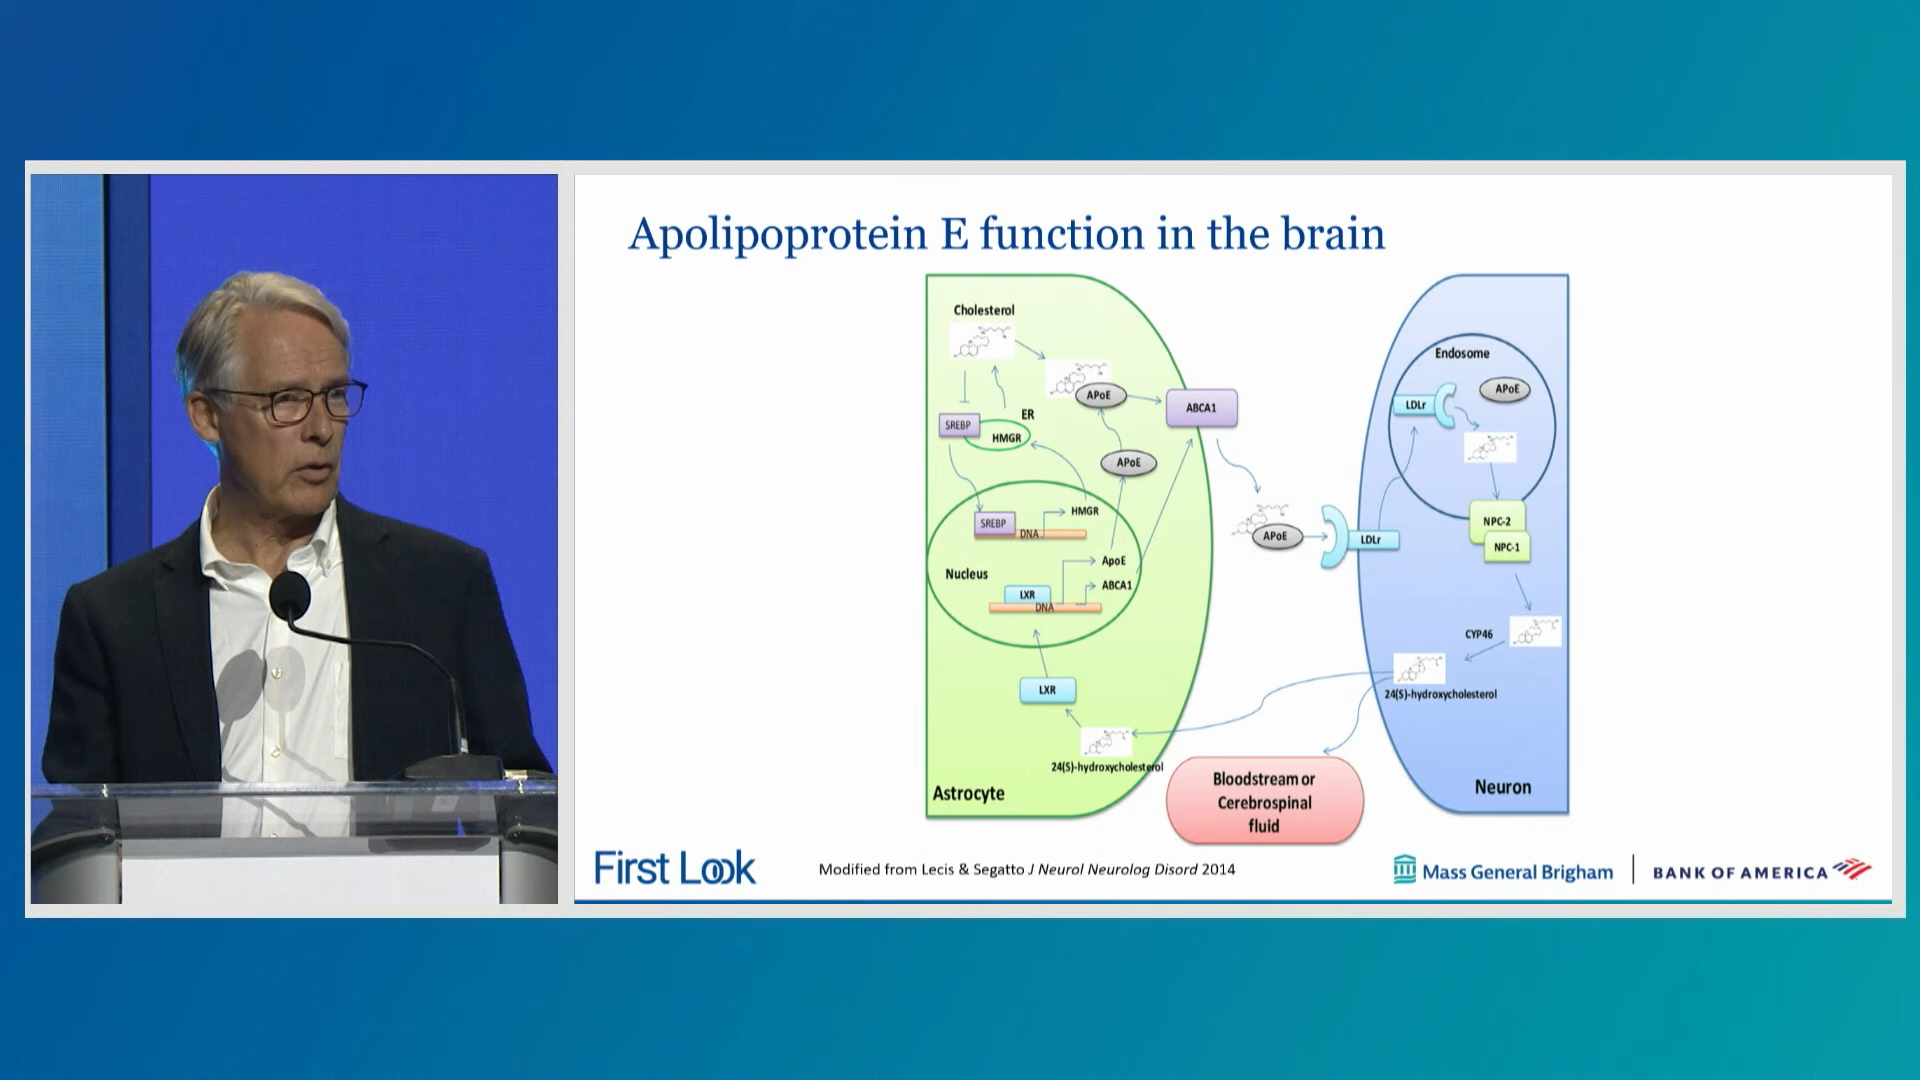 Apolipoprotein E function in the brain
Cholesterol
APoE
ABCA1
SREBP
ER
HMGR
APoE
SREBP
DNA
HMGR
Nucleus
ApoE
ABCA1
LXR
DNA
LXR
24(S)-hydroxycholesterol
Astrocyte
APoE
LDLr
Endosome
LDLr
APoE
NPC-2
NPC-1
CYP46
24(S)-hydroxycholesterol
Neuron
Bloodstream or
Cerebrospinal
fluid
First Look
Modified from Lecis & Segatto J Neurol Neurolog Disord 2014
Mass General Brigham
BANK OF AMERICA